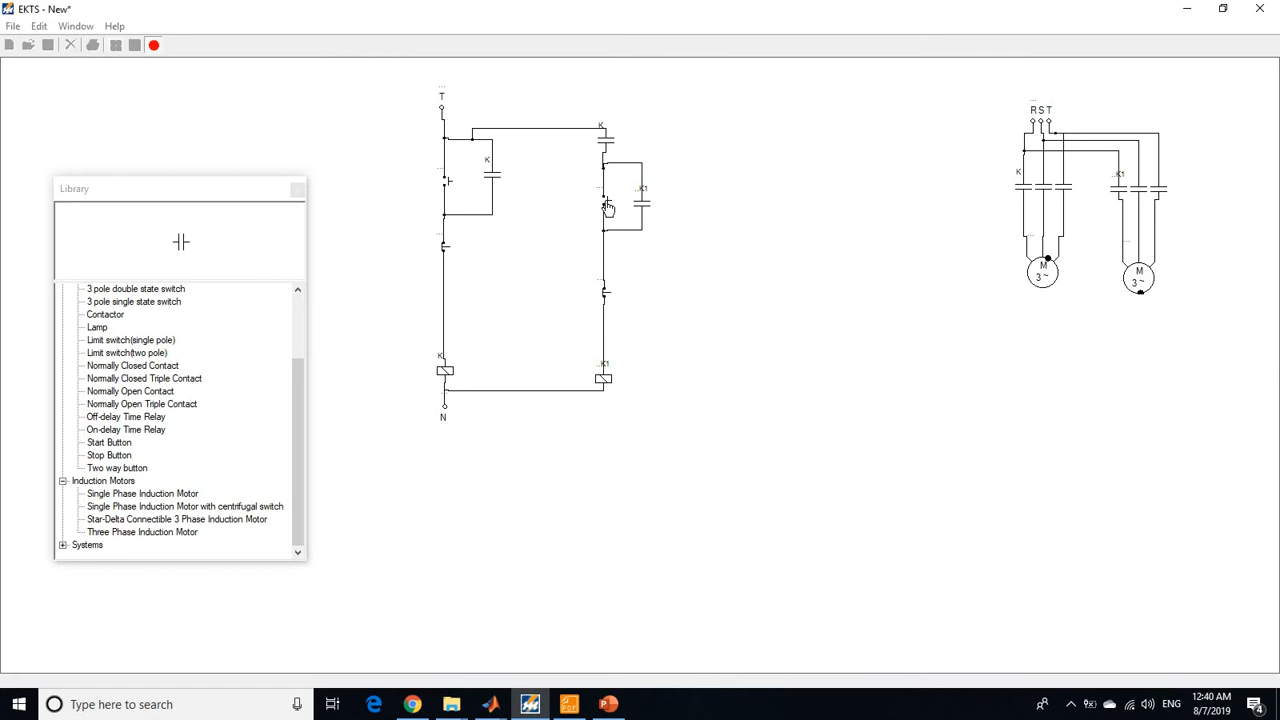 EKTS - New*
File Edit Window Help
Library
3 pole double state switch
3 pole single state switch
Contactor
Lamp
Limit switch(single pole)
Limit switch(two pole)
Normally Closed Contact
Normally Closed Triple Contact
Normally Open Contact
Normally Open Triple Contact
Off-delay Time Relay
On-delay Time Relay
Start Button
Stop Button
Two way button
Induction Motors
Single Phase Induction Motor
Single Phase Induction Motor with centrifugal switch
Star-Delta Connectible 3 Phase Induction Motor
Three Phase Induction Motor
Systems
...
T
K
K
...
..K1
...
...
...
K
..K1
...
N
...
R S T
K
..K1
...
...
M
3 ~
M
3 ~
Type here to search
ENG
12:40 AM
8/7/2019
4